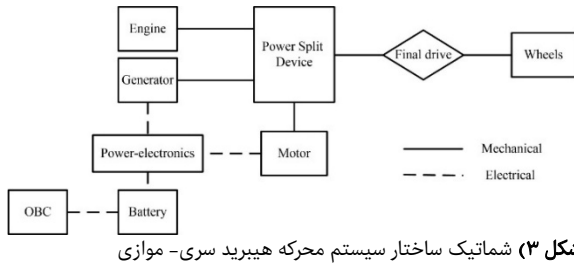 Engine
Power Split
Device
Final drive
Wheels
Generator
Power-electronics
Motor
Mechanical
Electrical
OBC
Battery
شکل ۳) شماتیک ساختار سیستم محرکه هیبرید سری- موازی